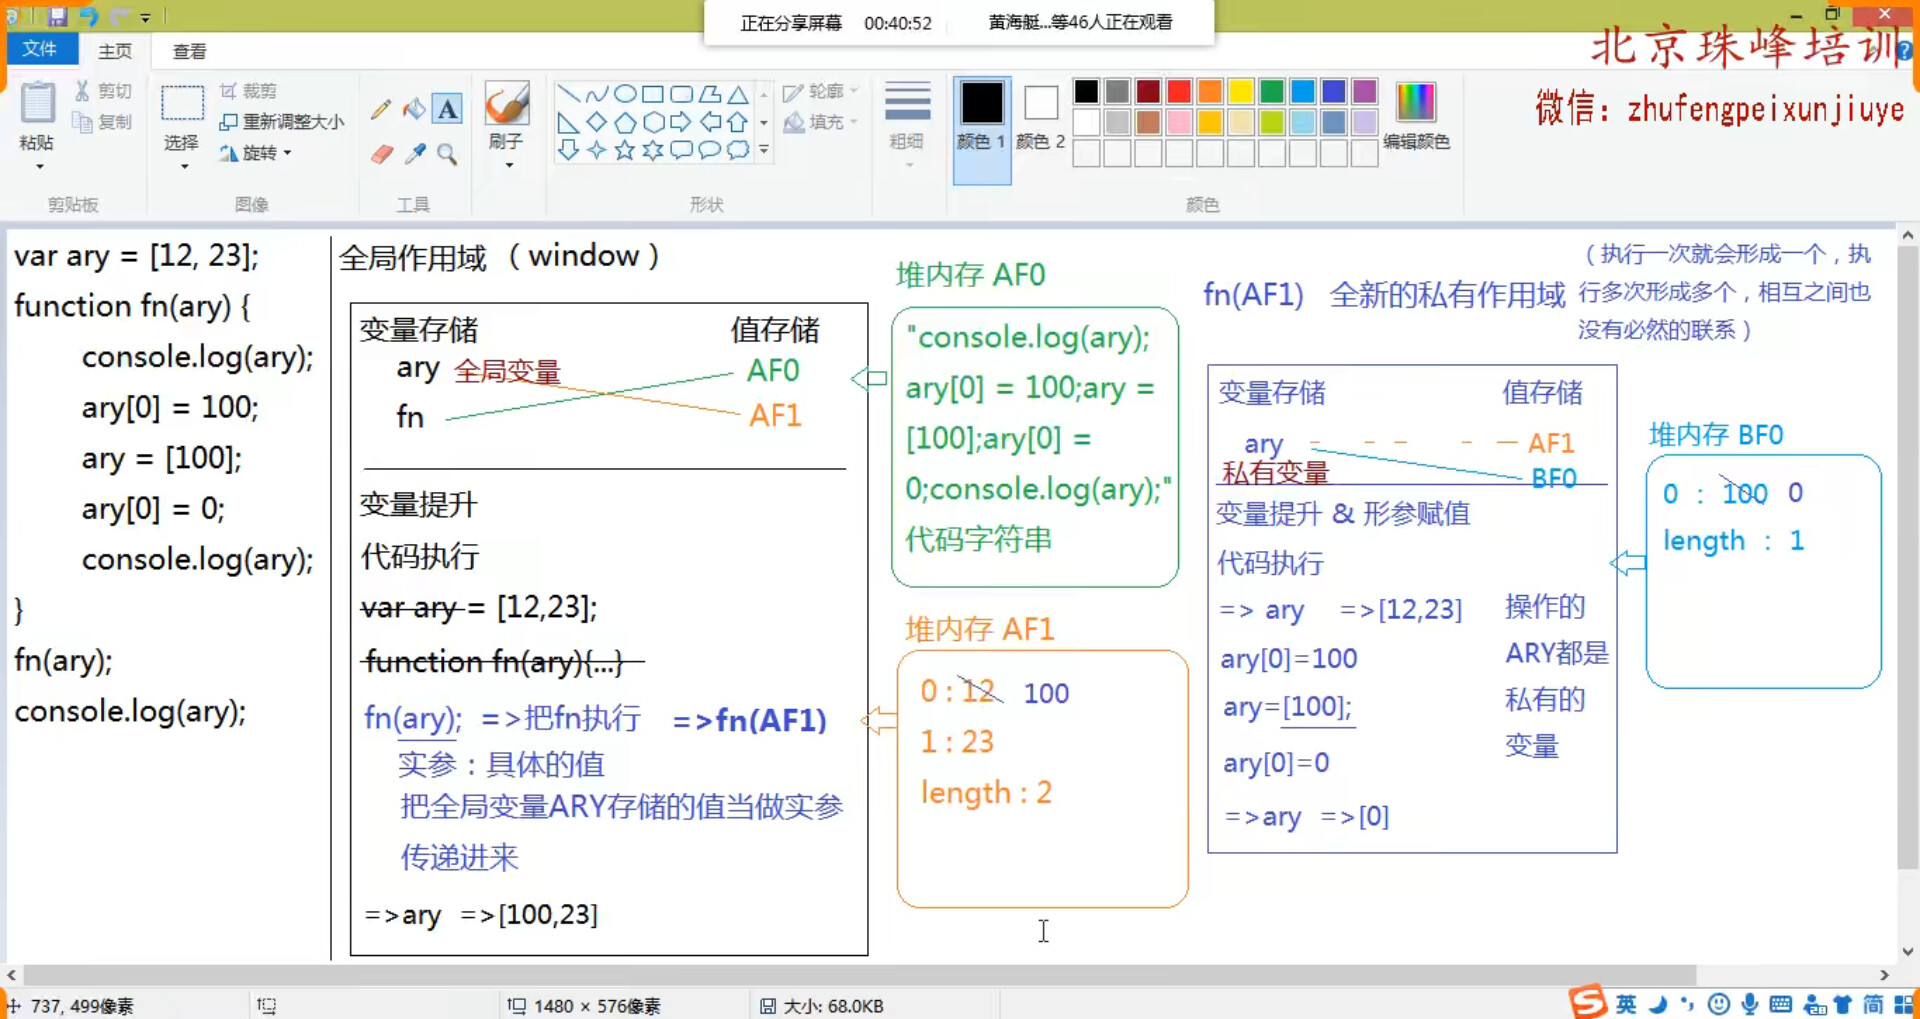 正在分享屏幕 00:40:52 黄海艇...等46人正在观看
北京珠峰培训
微信：zhufengpeixunjiuye
文件 主页 查看
粘贴 剪切 复制
剪贴板
选择 裁剪 重新调整大小 旋转
图像
A
工具
刷子
轮廓 填充
形状
粗细
颜色 1 颜色 2 编辑颜色
颜色
var ary = [12, 23];
function fn(ary) {
console.log(ary);
ary[0] = 100;
ary = [100];
ary[0] = 0;
console.log(ary);
}
fn(ary);
console.log(ary);
全局作用域 （window）
变量存储 值存储
ary 全局变量 AF0
fn AF1
变量提升
代码执行
var ary = [12,23];
function fn(ary){...}
fn(ary); =>把fn执行 =>fn(AF1)
实参：具体的值
把全局变量ARY存储的值当做实参
传递进来
=>ary =>[100,23]
堆内存 AF0
"console.log(ary);
ary[0] = 100;ary =
[100];ary[0] =
0;console.log(ary);"
代码字符串
堆内存 AF1
0 : 12 100
1 : 23
length : 2
fn(AF1) 全新的私有作用域
（执行一次就会形成一个，执
行多次形成多个，相互之间也
没有必然的联系）
变量存储 值存储
ary AF1
私有变量 BF0
变量提升 & 形参赋值
代码执行
=> ary =>[12,23]
ary[0]=100
ary=[100];
ary[0]=0
=>ary =>[0]
操作的
ARY都是
私有的
变量
堆内存 BF0
0 : 100 0
length : 1
737, 499像素 1480 × 576像素 大小: 68.0KB
英 简